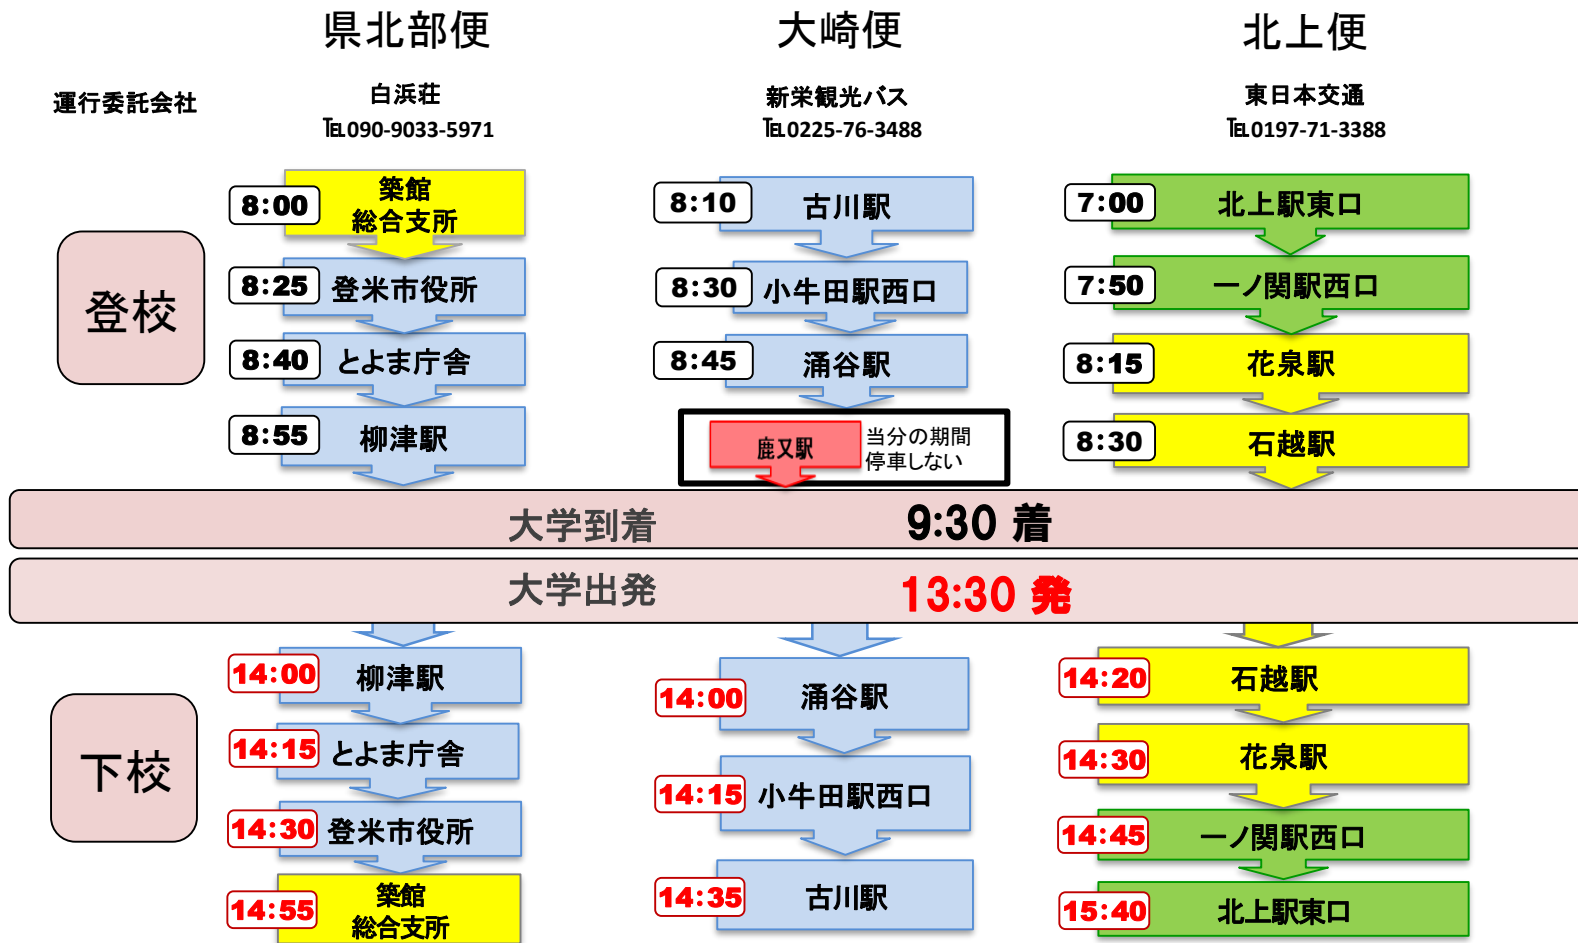 県北部便
大崎便
北上便
運行委託会社
白浜荘
℡090-9033-5971
新栄観光バス
℡0225-76-3488
東日本交通
℡0197-71-3388
登校
8:00
築館
総合支所
8:25
登米市役所
8:40
とよま庁舎
8:55
柳津駅
8:10
古川駅
8:30
小牛田駅西口
8:45
涌谷駅
鹿又駅
当分の期間
停車しない
7:00
北上駅東口
7:50
一ノ関駅西口
8:15
花泉駅
8:30
石越駅
大学到着 9:30 着
大学出発 13:30 発
下校
14:00
柳津駅
14:15
とよま庁舎
14:30
登米市役所
14:55
築館
総合支所
14:00
涌谷駅
14:15
小牛田駅西口
14:35
古川駅
14:20
石越駅
14:30
花泉駅
14:45
一ノ関駅西口
15:40
北上駅東口